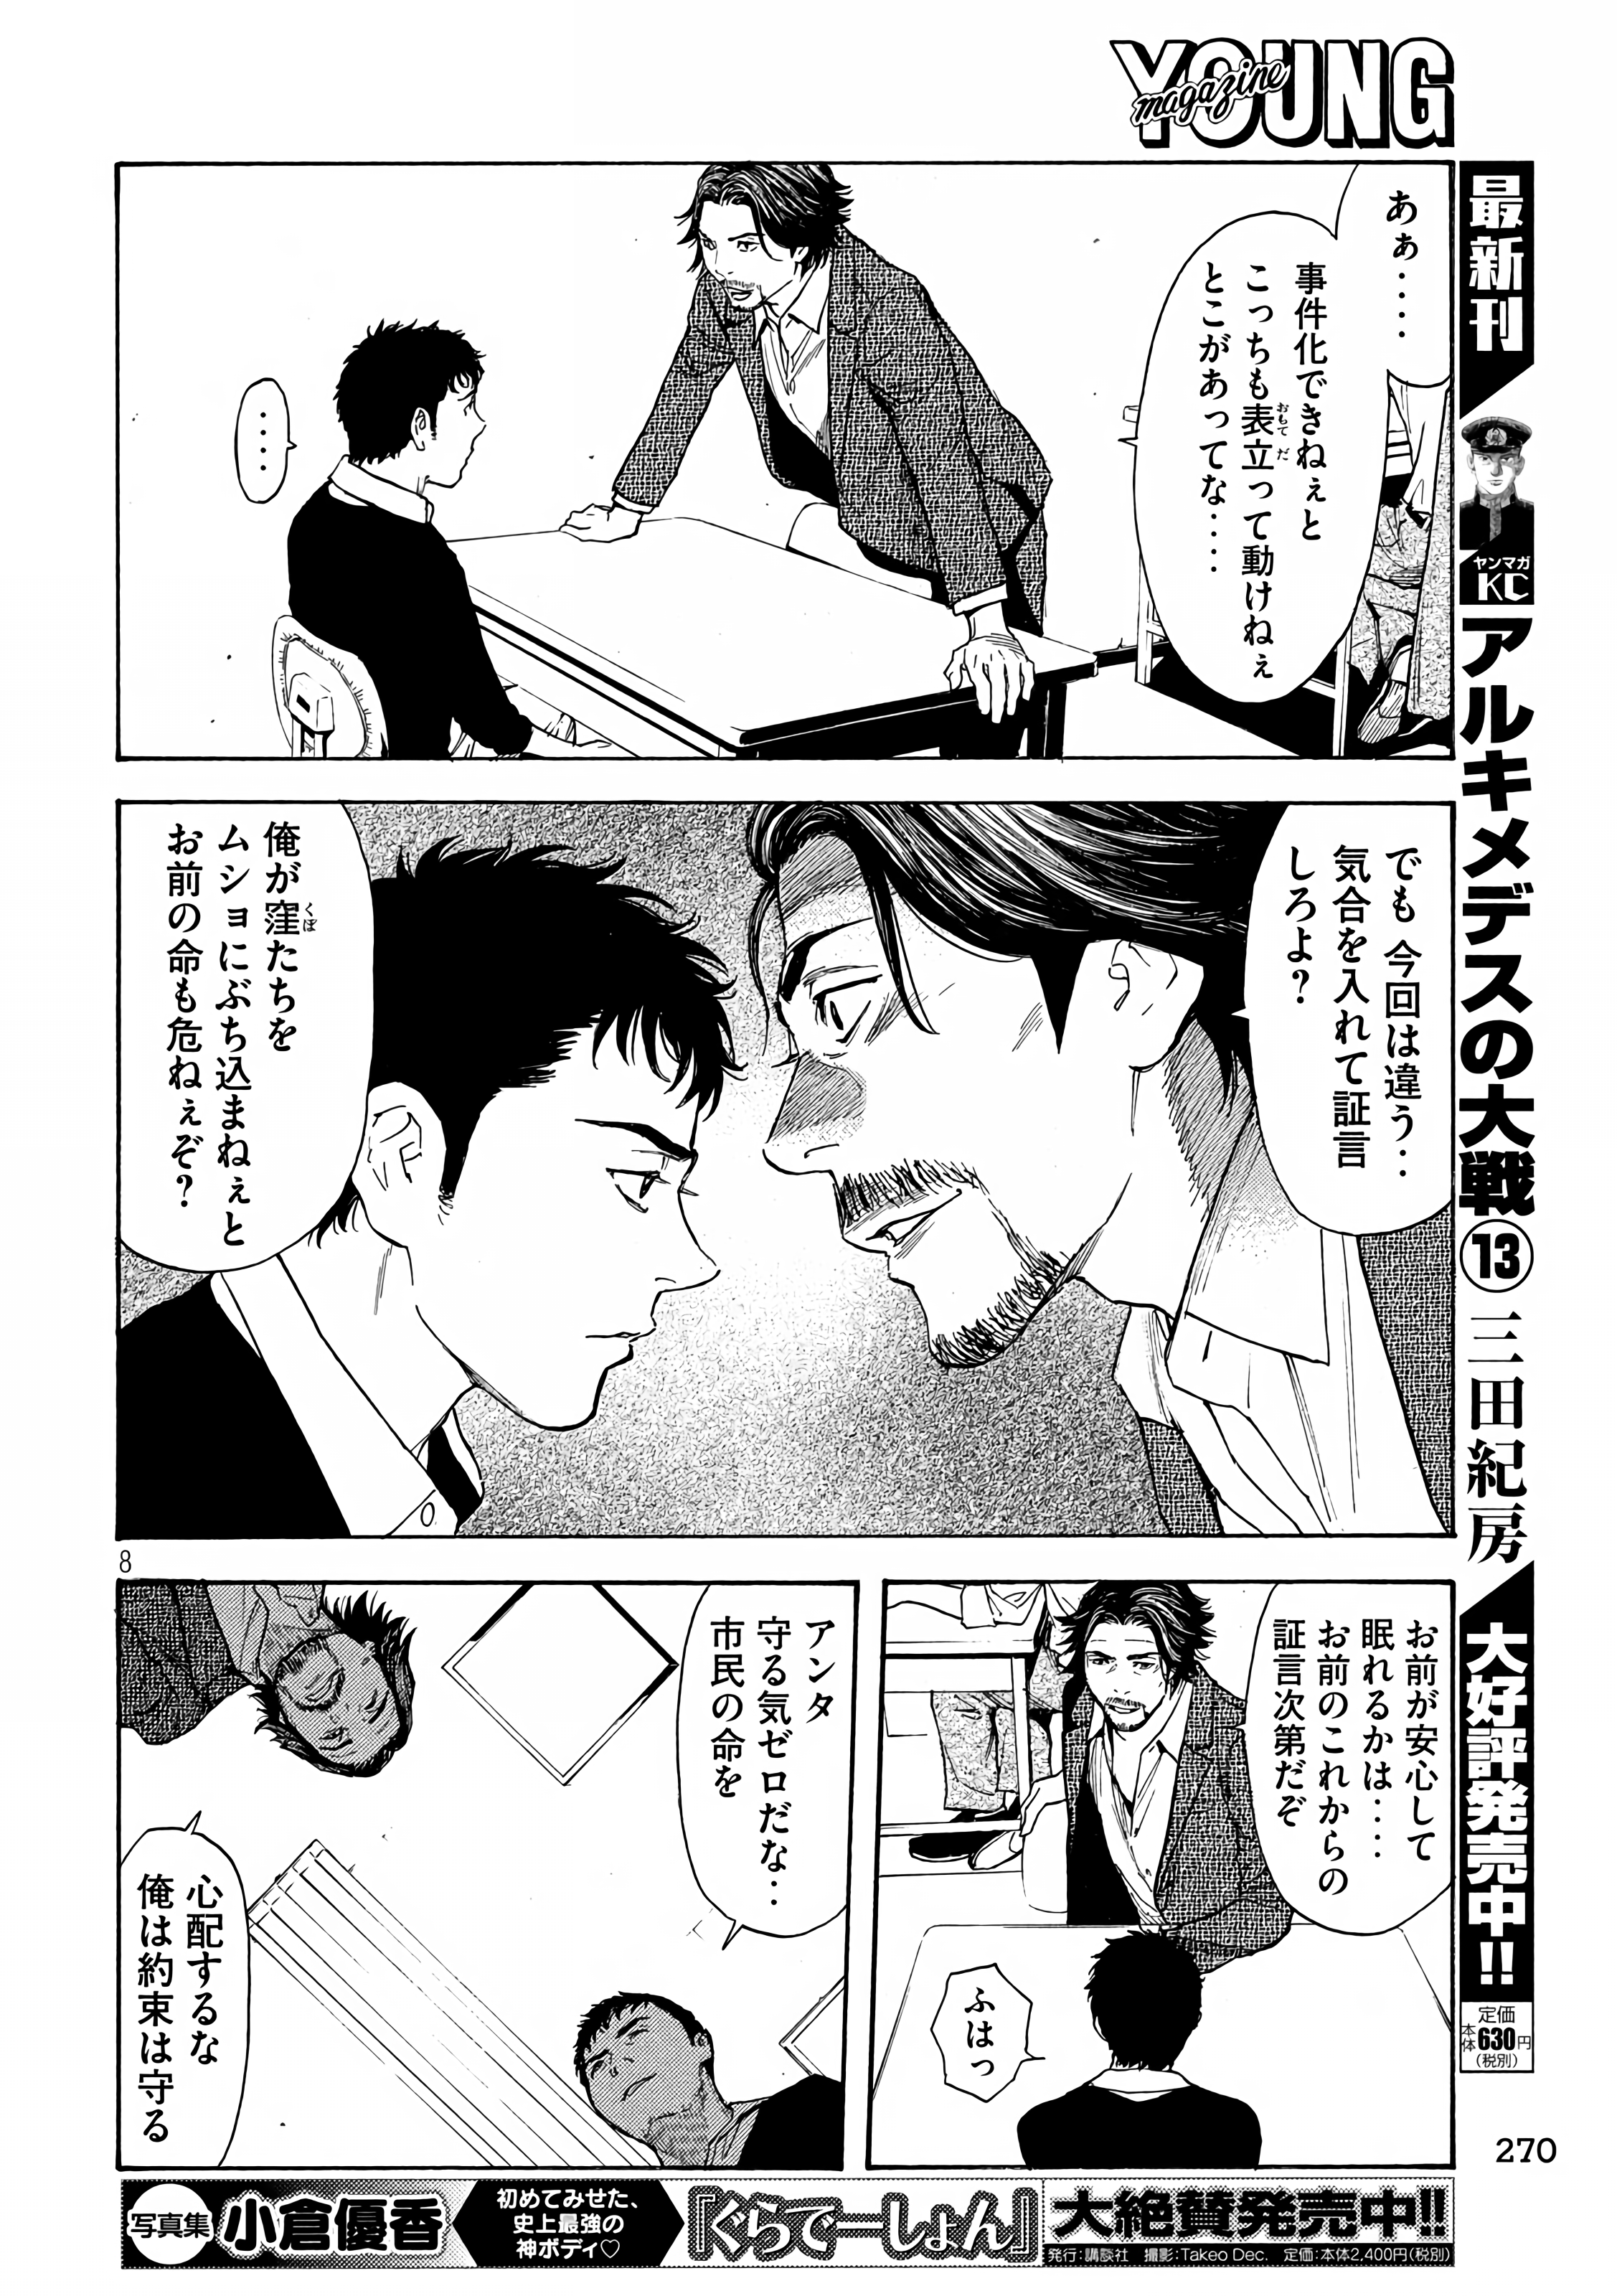 YOUNG
magazine
あぁ‥‥
事件化できねぇと
こっちも表立って動けねぇ
おもてだ
とこがあってな‥‥
‥‥
でも 今回は違う‥
気合を入れて証言
しろよ?
俺が窪たちを
くぼ
ムショにぶち込まねぇと
お前の命も危ねぇぞ?
お前が安心して
眠れるかは‥‥
お前のこれからの
証言次第だぞ
ふはっ
アンタ
守る気ゼロだな‥
市民の命を
心配するな
俺は約束は守る
8
最新刊
ヤンマガ
KC
アルキメデスの大戦⑬
三田紀房
大好評発売中!!
定価
本体630円
(税別)
270
写真集
小倉優香
初めてみせた、
史上最強の
神ボディ♡
『ぐらでーしょん』
大絶賛発売中!!
発行:講談社 撮影:Takeo Dec. 定価:本体2,400円(税別)